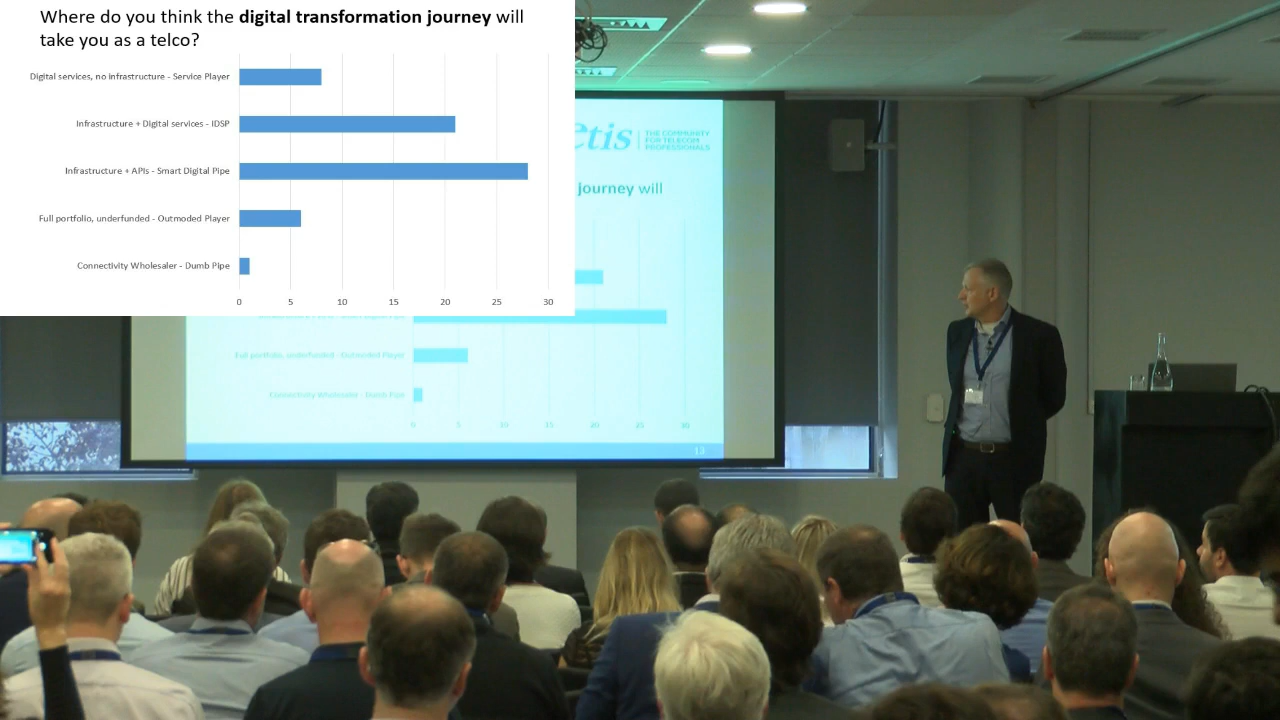 Where do you think the digital transformation journey will
take you as a telco?
Digital services, no infrastructure - Service Player
Infrastructure + Digital services - IDSP
Infrastructure + APIs - Smart Digital Pipe
Full portfolio, underfunded - Outmoded Player
Connectivity Wholesaler - Dumb Pipe
0 5 10 15 20 25 30
etis THE COMMUNITY
FOR TELECOM
PROFESSIONALS
journey will
Full portfolio, underfunded - Outmoded Player
Connectivity Wholesale - Dumb Pipe
0 5 10 15 20 25 30
13